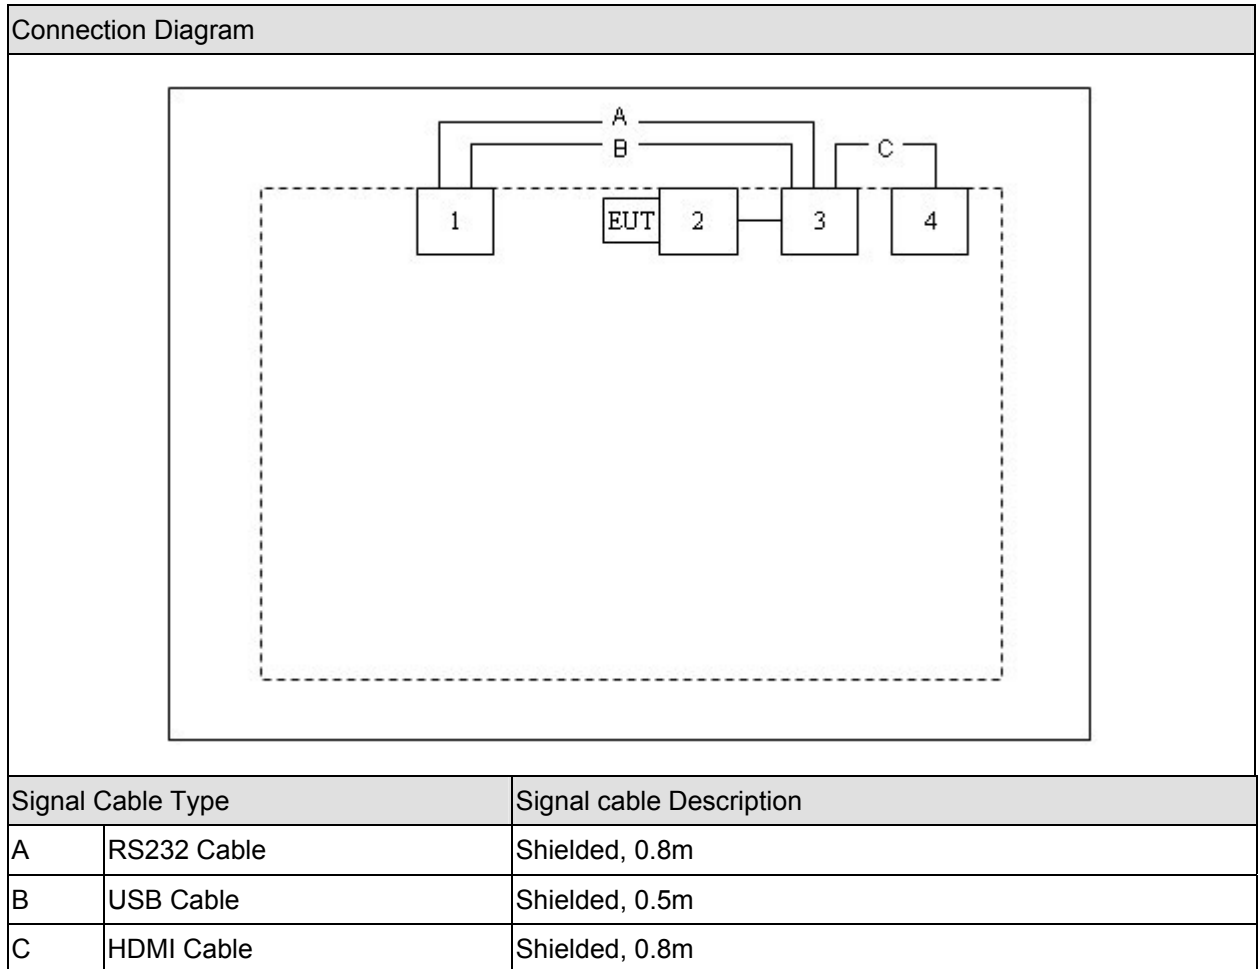 Connection Diagram
A
B
C
1
EUT
2
3
4
Signal Cable Type
Signal cable Description
A
RS232 Cable
Shielded, 0.8m
B
USB Cable
Shielded, 0.5m
C
HDMI Cable
Shielded, 0.8m